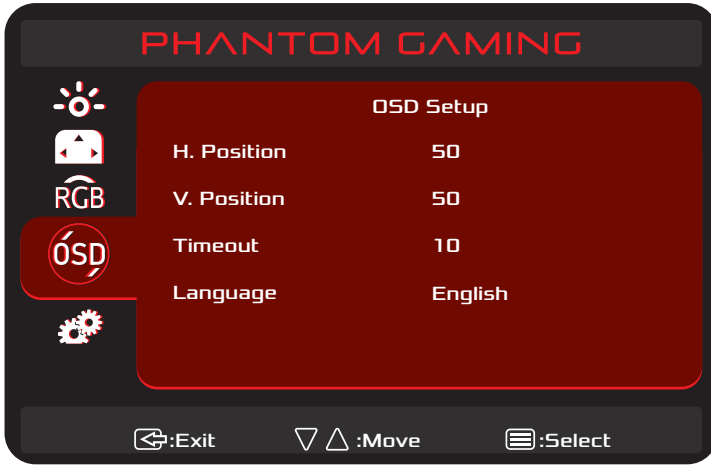 PHANTOM GAMING
OSD Setup
H. Position 50
V. Position 50
RGB
Timeout 10
OSD
Language English
:Exit :Move :Select